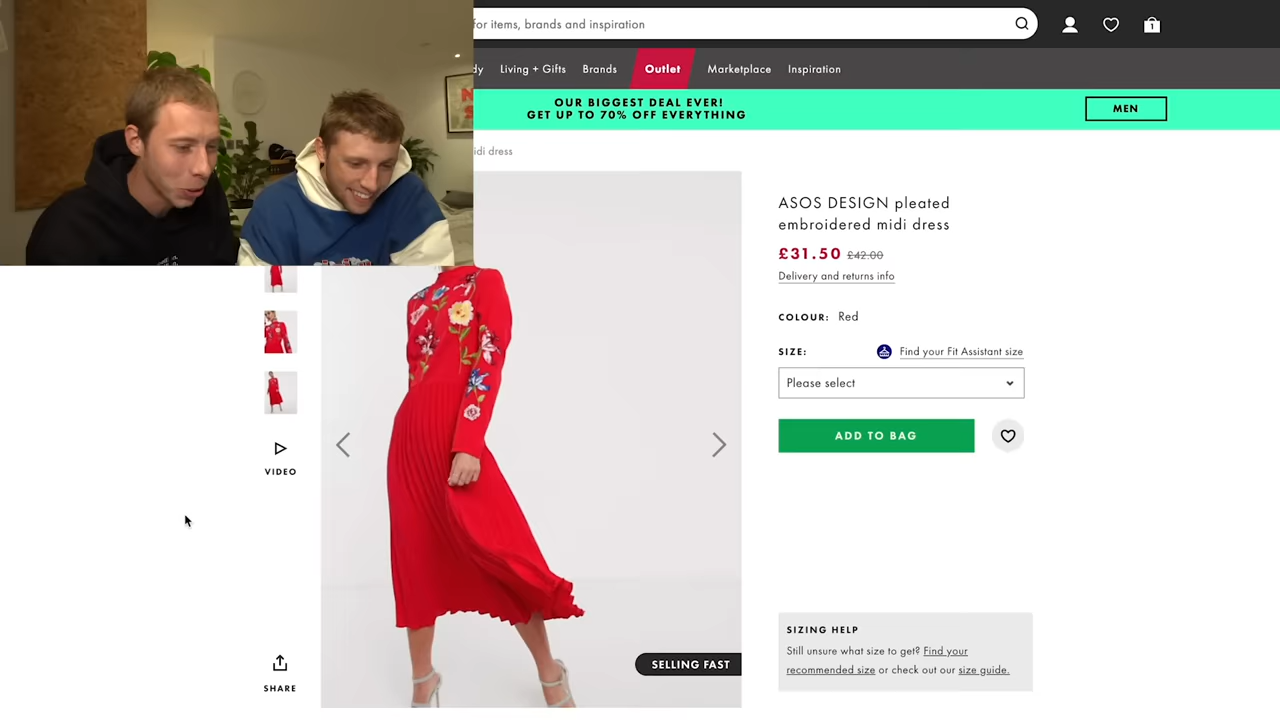 for items, brands and inspiration
1
Living + Gifts
Brands
Outlet
Marketplace
Inspiration
OUR BIGGEST DEAL EVER!
GET UP TO 70% OFF EVERYTHING
MEN
midi dress
ASOS DESIGN pleated
embroidered midi dress
£31.50 £42.00
Delivery and returns info
COLOUR: Red
SIZE:
Find your Fit Assistant size
Please select
ADD TO BAG
VIDEO
SELLING FAST
SIZING HELP
Still unsure what size to get? Find your
recommended size or check out our size guide.
SHARE